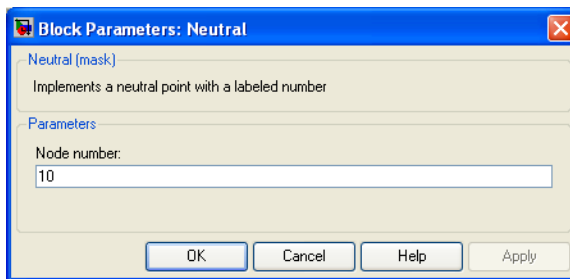 Block Parameters: Neutral
Neutral (mask)
Implements a neutral point with a labeled number
Parameters
Node number:
10
OK Cancel Help Apply